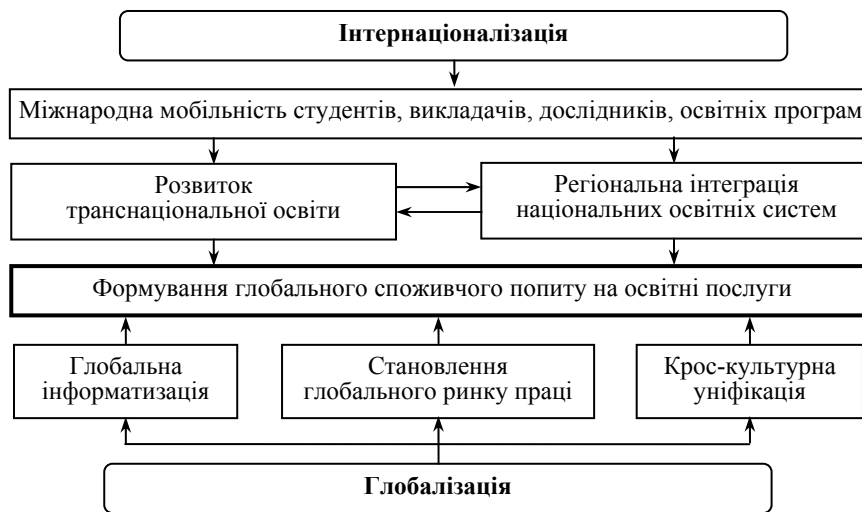 Інтернаціоналізація
Міжнародна мобільність студентів, викладачів, дослідників, освітніх програм
Розвиток
транснаціональної освіти
Регіональна інтеграція
національних освітніх систем
Формування глобального споживчого попиту на освітні послуги
Глобальна
інформатизація
Становлення
глобального ринку праці
Крос-культурна
уніфікація
Глобалізація